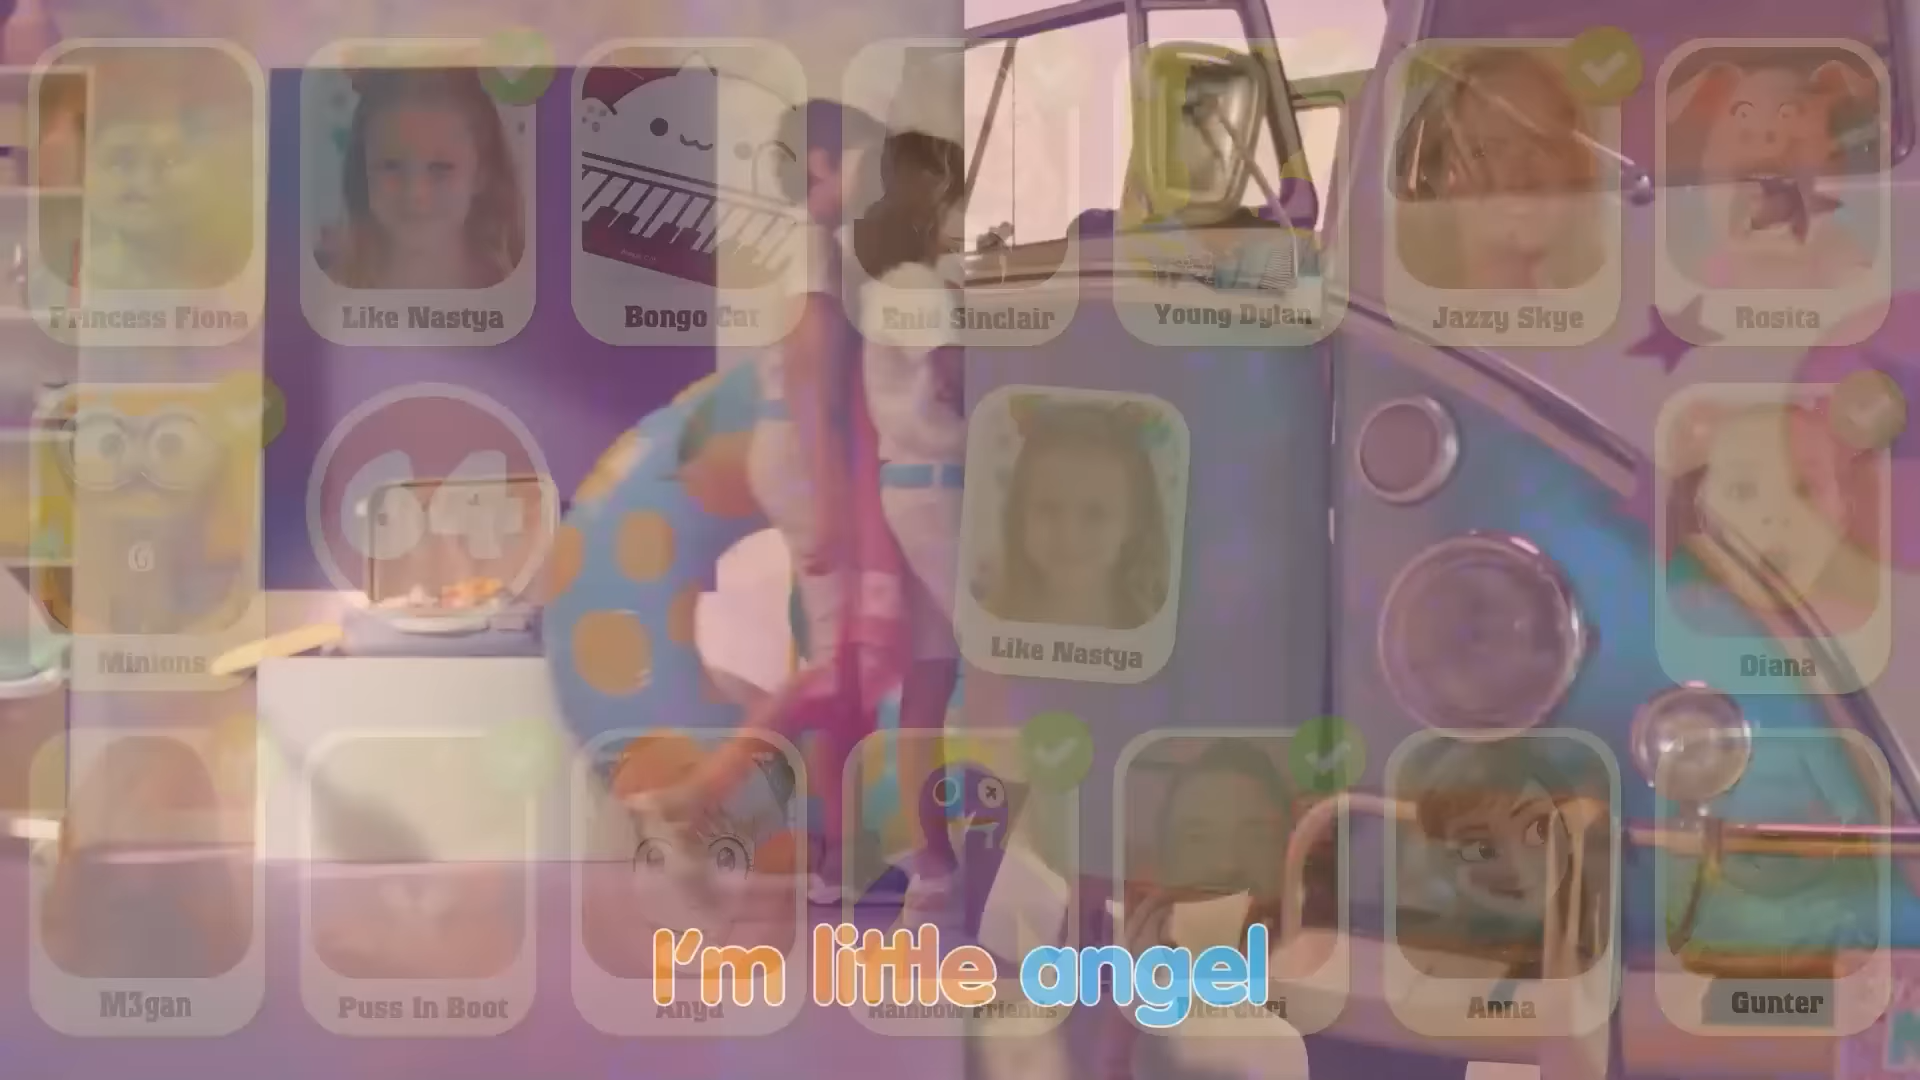 Princess Fiona
Like Nastya
Bongo Cat
Enid Sinclair
Young Dylan
Jazzy Skye
Rosita
Minions
G
64
Like Nastya
Diana
M3gan
Puss In Boot
Anya
Rainbow Friends
Anna
Gunter
I'm little angel